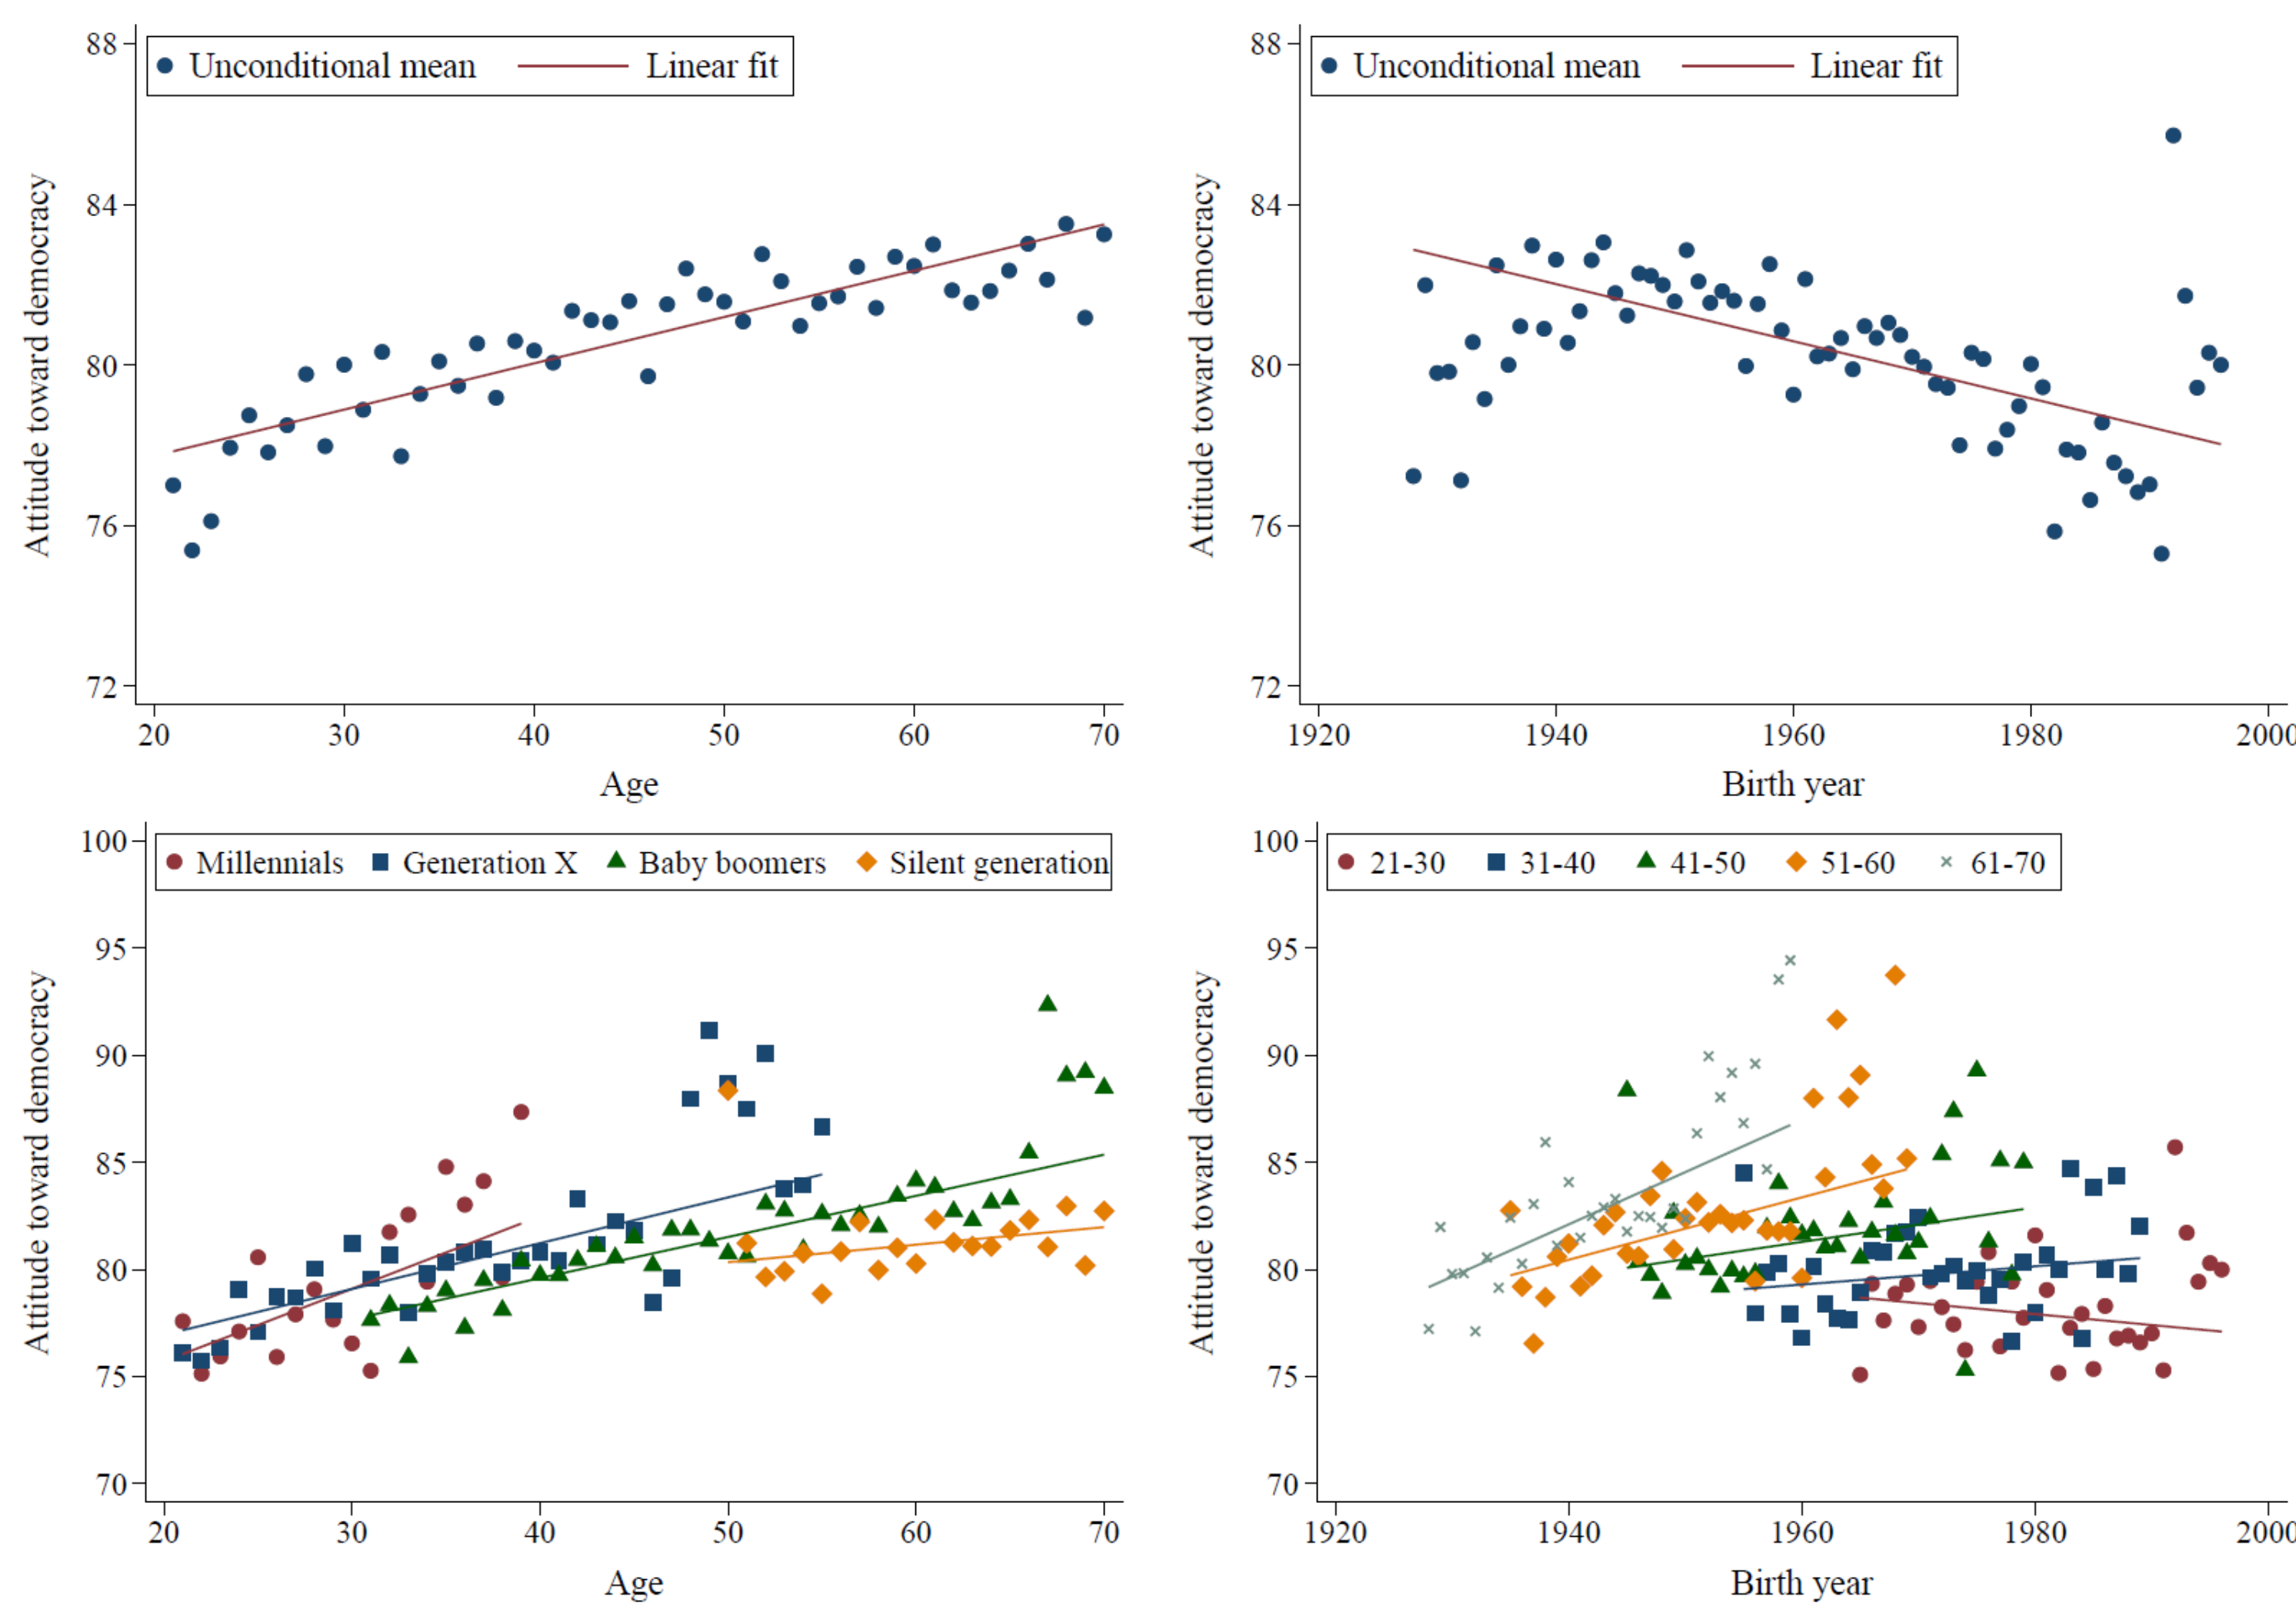 Unconditional mean Linear fit
88
84
80
76
72
Attitude toward democracy
20 30 40 50 60 70
Age
Unconditional mean Linear fit
88
84
80
76
72
Attitude toward democracy
1920 1940 1960 1980 2000
Birth year
Millennials Generation X Baby boomers Silent generation
100
95
90
85
80
75
70
Attitude toward democracy
20 30 40 50 60 70
Age
21-30 31-40 41-50 51-60 61-70
100
95
90
85
80
75
70
Attitude toward democracy
1920 1940 1960 1980 2000
Birth year